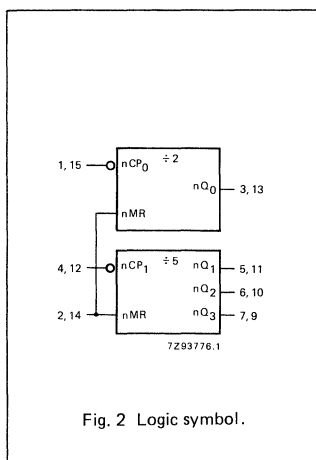 1, 15
nCP0
÷2
nQ0
3, 13
nMR
4, 12
nCP1
÷5
nQ1
5, 11
nQ2
6, 10
2, 14
nMR
nQ3
7, 9
7Z93776.1
Fig. 2 Logic symbol.